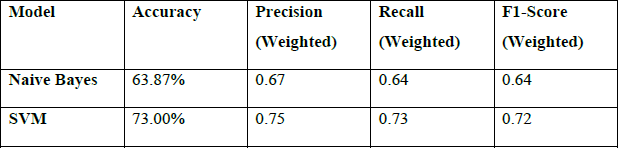 Model Accuracy Precision (Weighted) Recall (Weighted) F1-Score (Weighted)
Naive Bayes 63.87% 0.67 0.64 0.64
SVM 73.00% 0.75 0.73 0.72